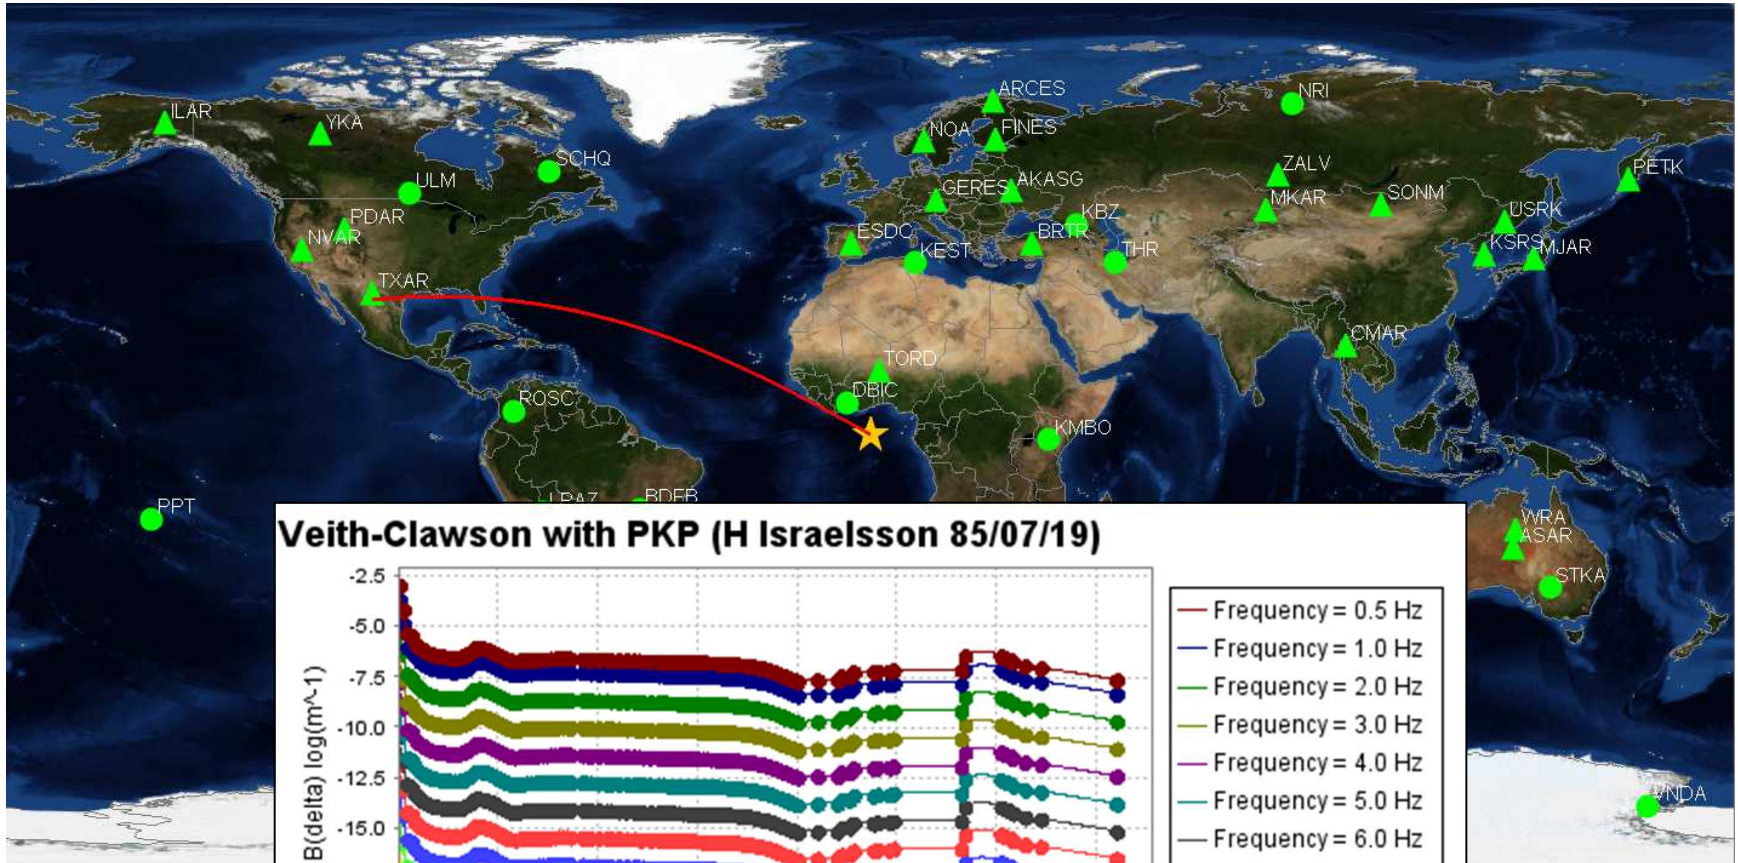 ARCES
NRI
ILAR
YKA
NOA
FINES
SCHQ
ZALV
PETK
ULM
GERES
AKASG
MKAR
SONM
PDAR
KBZ
USRK
NVAR
ESDC
BRTR
KEST
THR
KSRS
MJAR
TXAR
CMAR
TORD
DBIC
ROSC
KMBO
LPAZ
BDFB
PPT
WRA
ASAR
STKA
VNDA
Veith-Clawson with PKP (H Israelsson 85/07/19)
-2.5
-5.0
-7.5
-10.0
-12.5
-15.0
B(delta) log(m^-1)
Frequency = 0.5 Hz
Frequency = 1.0 Hz
Frequency = 2.0 Hz
Frequency = 3.0 Hz
Frequency = 4.0 Hz
Frequency = 5.0 Hz
Frequency = 6.0 Hz